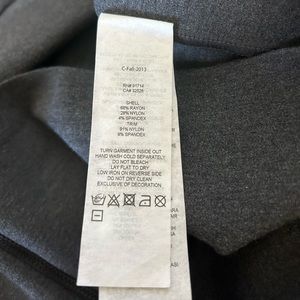 C-Fall-2013
SHELL
68% RAYON
28% NYLON
4% SPANDEX
TRIM
91% NYLON
9% SPANDEX
TURN GARMENT INSIDE OUT
HAND WASH COLD SEPARATELY
DO NOT BLEACH
LAY FLAT TO DRY
LOW IRON ON REVERSE SIDE
DO NOT DRY CLEAN
EXCLUSIVE OF DECORATION